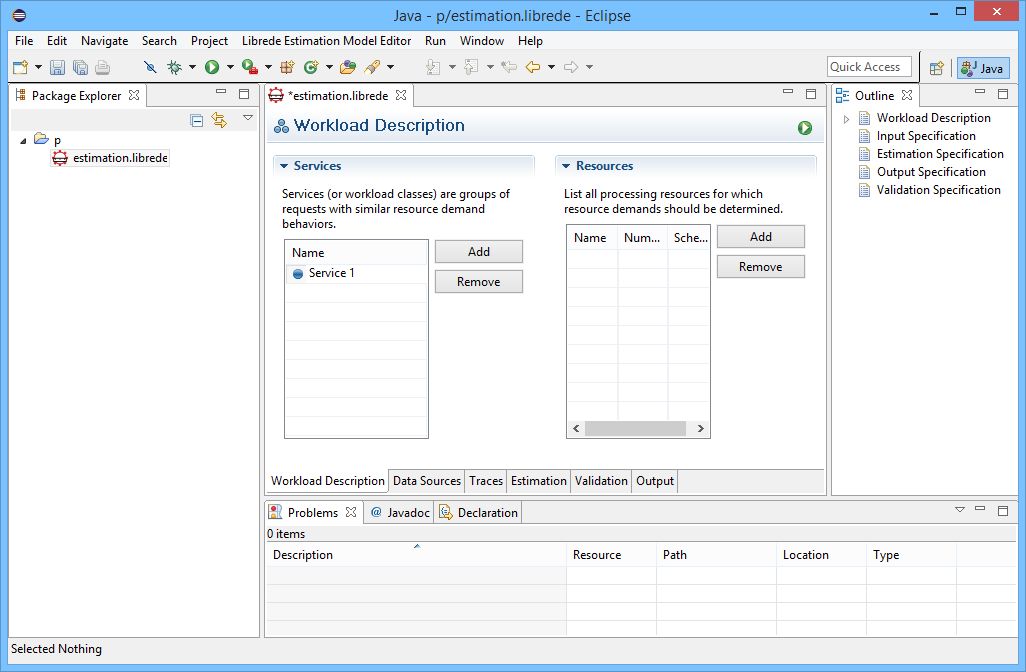 Java - p/estimation.librede - Eclipse
File Edit Navigate Search Project Librede Estimation Model Editor Run Window Help
Quick Access Java
Package Explorer
p
estimation.librede
*estimation.librede
Workload Description
Services
Services (or workload classes) are groups of
requests with similar resource demand
behaviors.
Name
Service 1
Add
Remove
Resources
List all processing resources for which
resource demands should be determined.
Name Num... Sche...
Add
Remove
Workload Description Data Sources Traces Estimation Validation Output
Outline
Workload Description
Input Specification
Estimation Specification
Output Specification
Validation Specification
Problems @ Javadoc Declaration
0 items
Description Resource Path Location Type
Selected Nothing